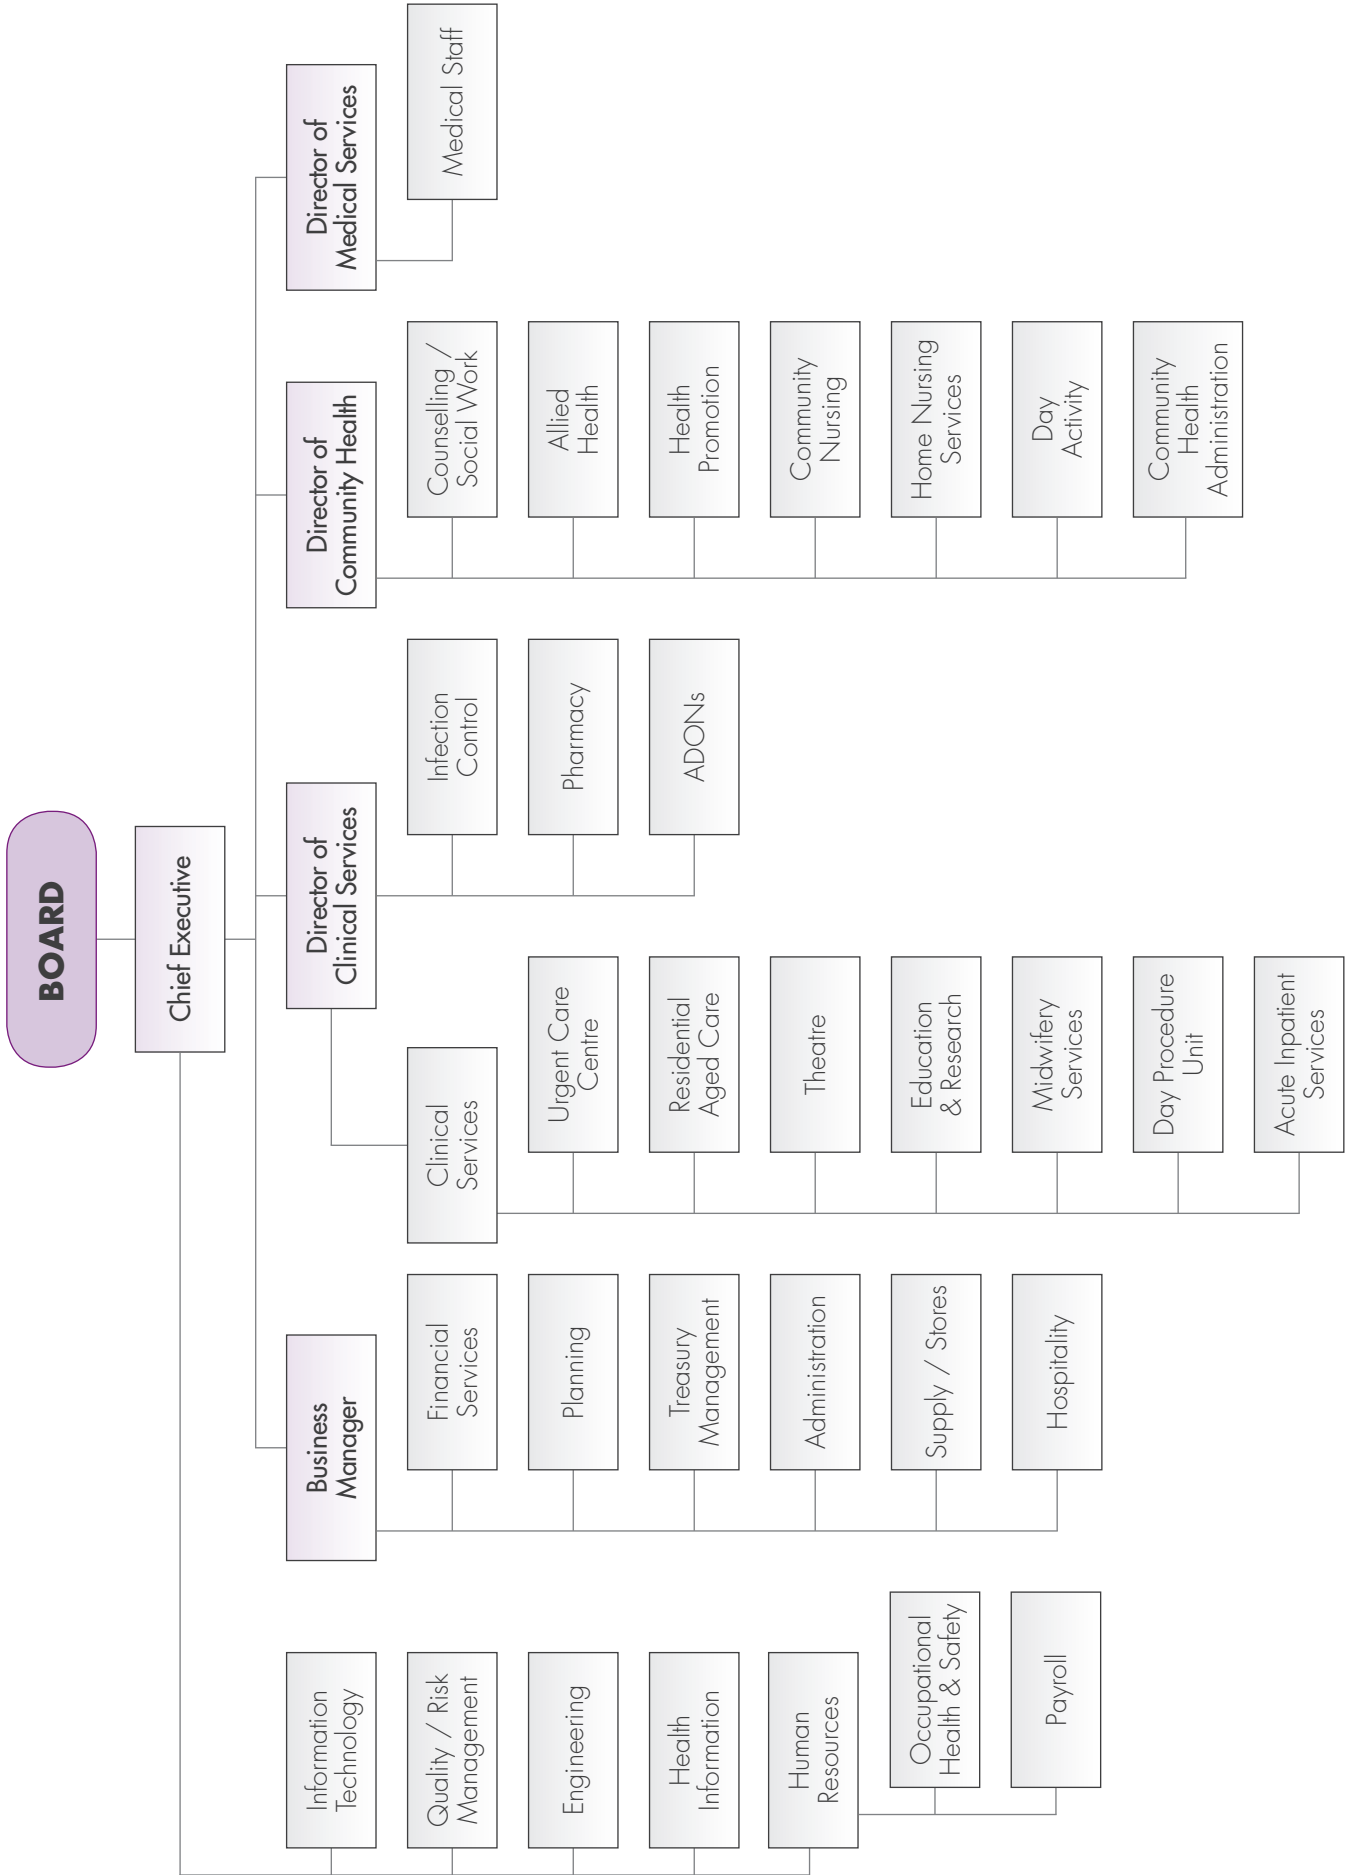 BOARD
Chief Executive
Business
Manager
Director of
Clinical Services
Director of
Community Health
Director of
Medical Services
Information
Technology
Quality / Risk
Management
Engineering
Health
Information
Human
Resources
Occupational
Health & Safety
Payroll
Financial
Services
Planning
Treasury
Management
Administration
Supply / Stores
Hospitality
Clinical
Services
Urgent Care
Centre
Residential
Aged Care
Theatre
Education
& Research
Midwifery
Services
Day Procedure
Unit
Acute Inpatient
Services
Infection
Control
Pharmacy
ADONs
Counselling /
Social Work
Allied
Health
Health
Promotion
Community
Nursing
Home Nursing
Services
Day
Activity
Community
Health
Administration
Medical Staff